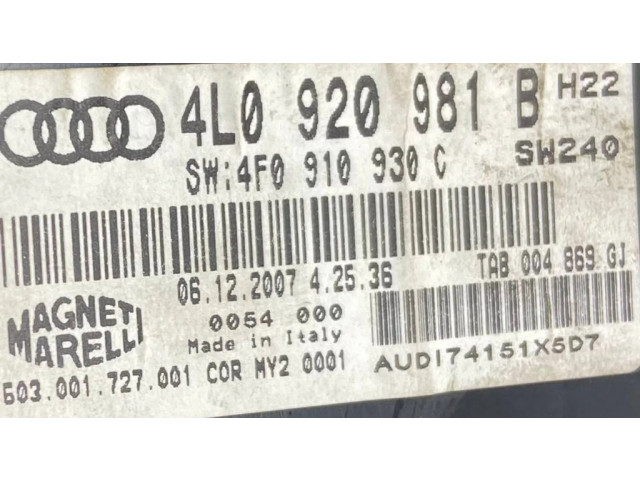 4L0 920 981 B H22
SW:4F0 910 930 C SW240
06.12.2007 4.25.36 TAB 004 869 GJ
MAGNETI
MARELLI
0054 000
Made in Italy
603.001.727.001 COR MY2 0001
AUDI74151X5D7